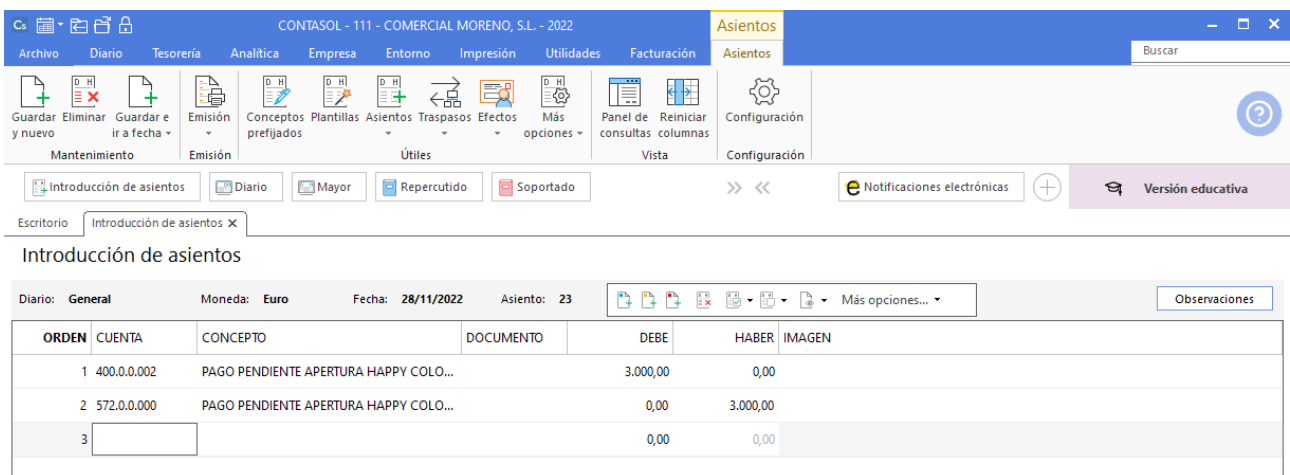 Cs CONTASOL - 111 - COMERCIAL MORENO, S.L. - 2022 Asientos
Archivo Diario Tesorería Analítica Empresa Entorno Impresión Utilidades Facturación Asientos Buscar
D H D H D H D H D H
Guardar Eliminar Guardar e Emisión Conceptos Plantillas Asientos Traspasos Efectos Más Panel de Reiniciar Configuración
y nuevo ir a fecha prefijados opciones consultas columnas
Mantenimiento Emisión Útiles Vista Configuración
Introducción de asientos Diario Mayor Repercutido Soportado Notificaciones electrónicas Versión educativa
Escritorio Introducción de asientos X
Introducción de asientos
Diario: General Moneda: Euro Fecha: 28/11/2022 Asiento: 23 Más opciones... Observaciones
ORDEN CUENTA CONCEPTO DOCUMENTO DEBE HABER IMAGEN
1 400.0.0.002 PAGO PENDIENTE APERTURA HAPPY COLO... 3.000,00 0,00
2 572.0.0.000 PAGO PENDIENTE APERTURA HAPPY COLO... 0,00 3.000,00
3 0,00 0,00